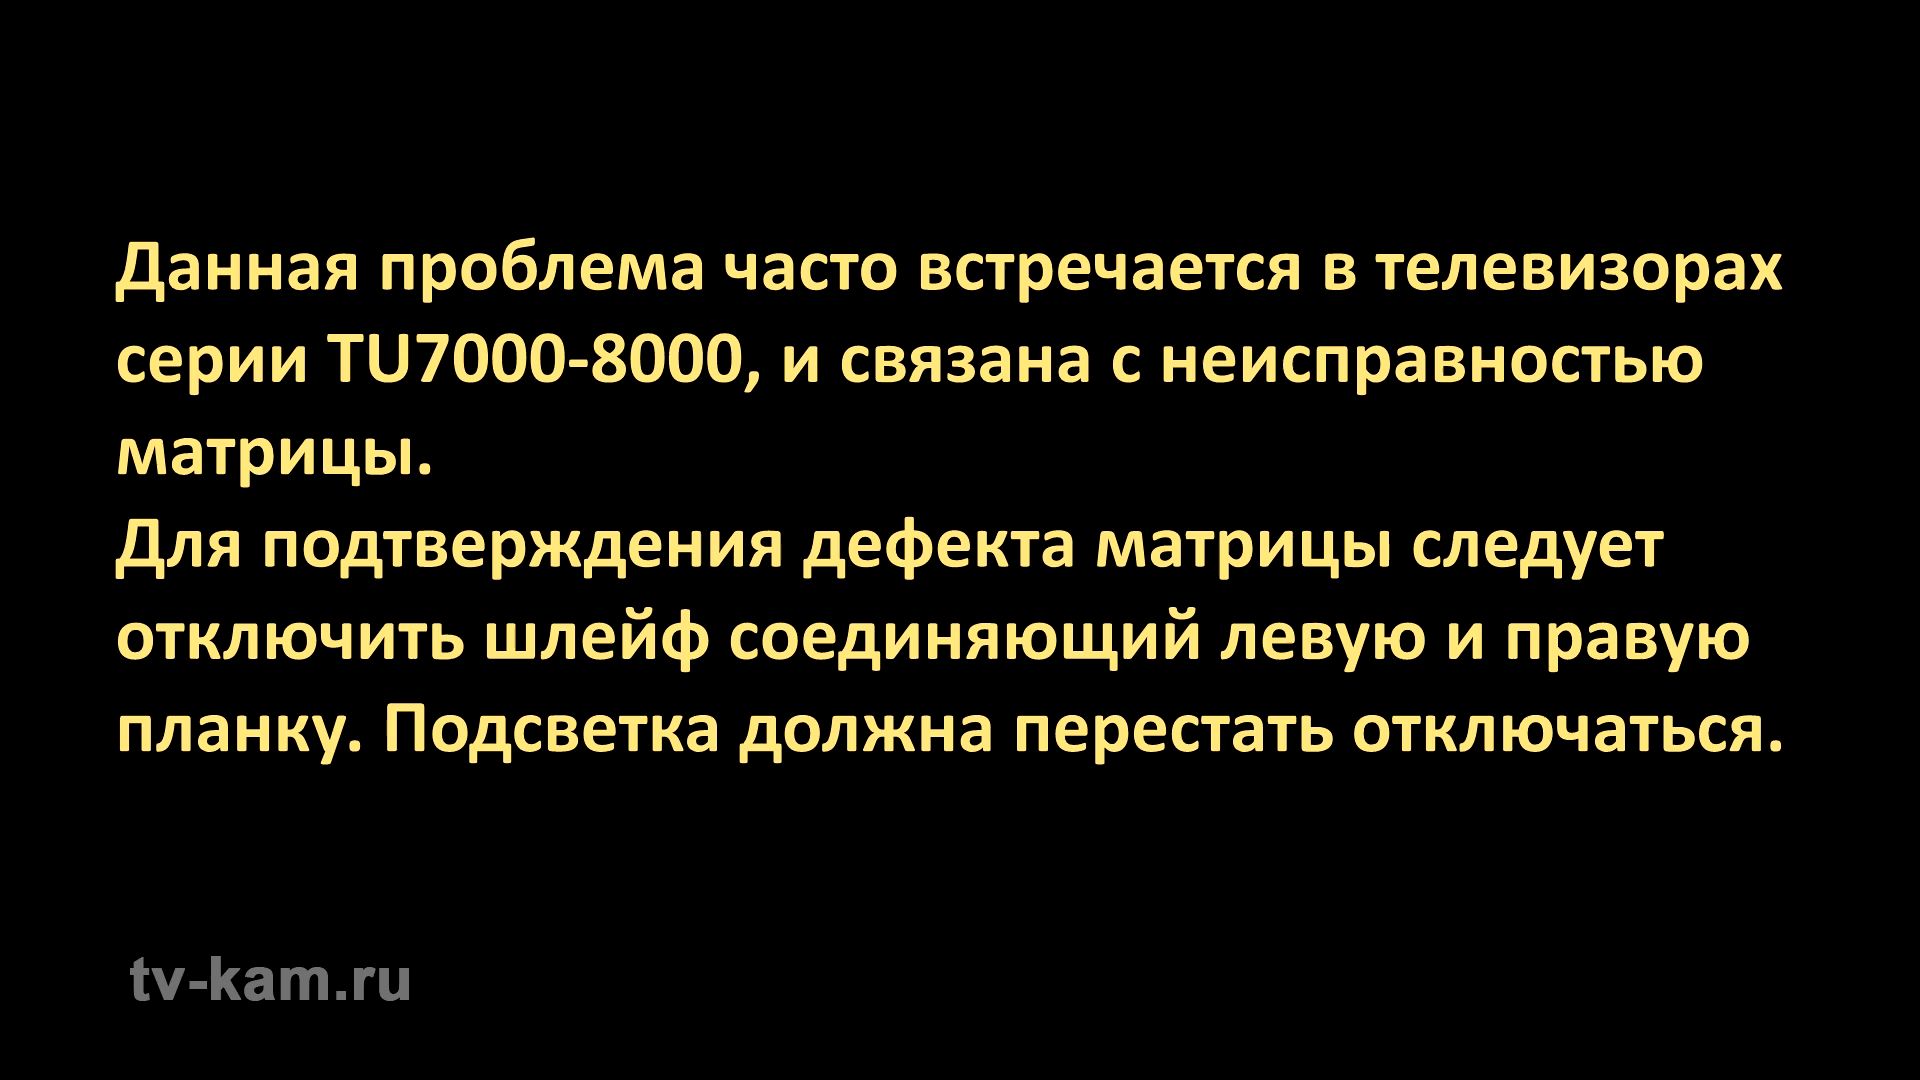 Данная проблема часто встречается в телевизорах
серии TU7000-8000, и связана с неисправностью
матрицы.
Для подтверждения дефекта матрицы следует
отключить шлейф соединяющий левую и правую
планку. Подсветка должна перестать отключаться.
tv-kam.ru